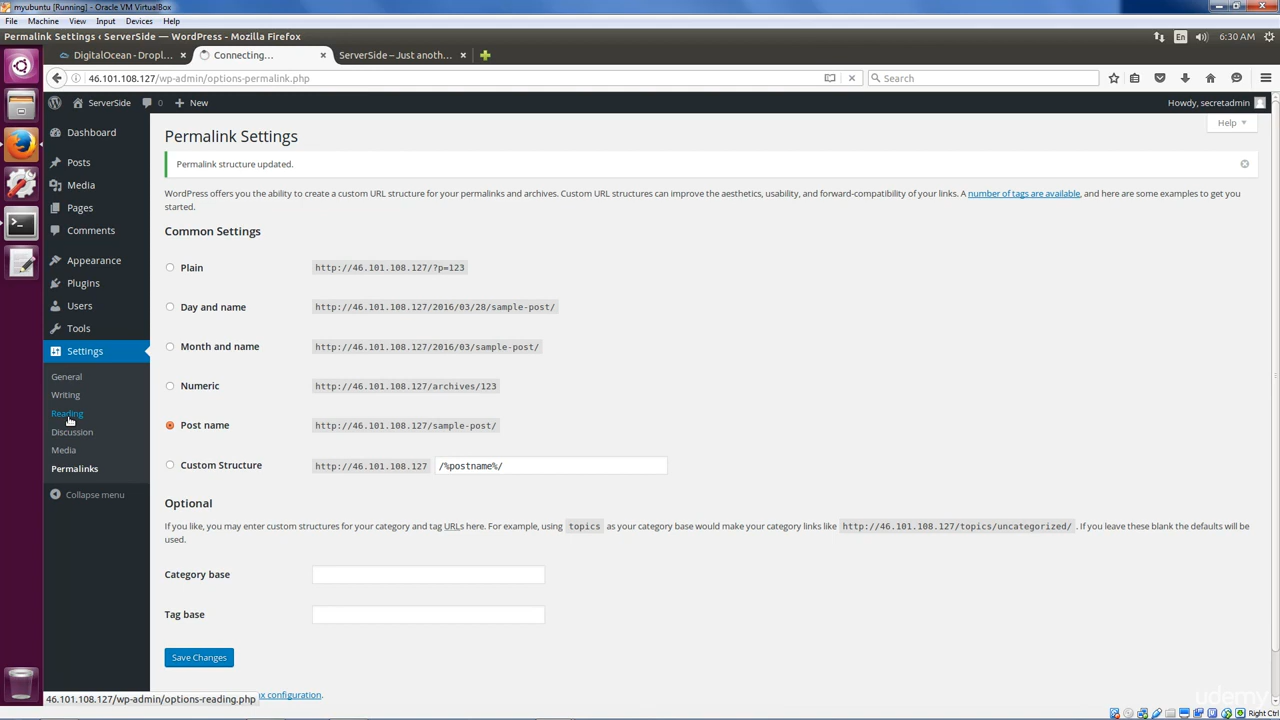 myubuntu [Running] - Oracle VM VirtualBox
File Machine View Input Devices Help
Permalink Settings ‹ ServerSide — WordPress - Mozilla Firefox
En 6:30 AM
DigitalOcean - Dropl... × Connecting... × ServerSide – Just anoth... ×
46.101.108.127/wp-admin/options-permalink.php
Search
ServerSide 0 + New
Howdy, secretadmin
Help
Dashboard
Posts
Media
Pages
Comments
Appearance
Plugins
Users
Tools
Settings
General
Writing
Reading
Discussion
Media
Permalinks
Collapse menu
Permalink Settings
Permalink structure updated.
WordPress offers you the ability to create a custom URL structure for your permalinks and archives. Custom URL structures can improve the aesthetics, usability, and forward-compatibility of your links. A number of tags are available, and here are some examples to get you
started.
Common Settings
Plain http://46.101.108.127/?p=123
Day and name http://46.101.108.127/2016/03/28/sample-post/
Month and name http://46.101.108.127/2016/03/sample-post/
Numeric http://46.101.108.127/archives/123
Post name http://46.101.108.127/sample-post/
Custom Structure http://46.101.108.127 /%postname%/
Optional
If you like, you may enter custom structures for your category and tag URLs here. For example, using topics as your category base would make your category links like http://46.101.108.127/topics/uncategorized/ . If you leave these blank the defaults will be
used.
Category base
Tag base
Save Changes
46.101.108.127/wp-admin/options-reading.php
x configuration.
udemy
Right Ctrl